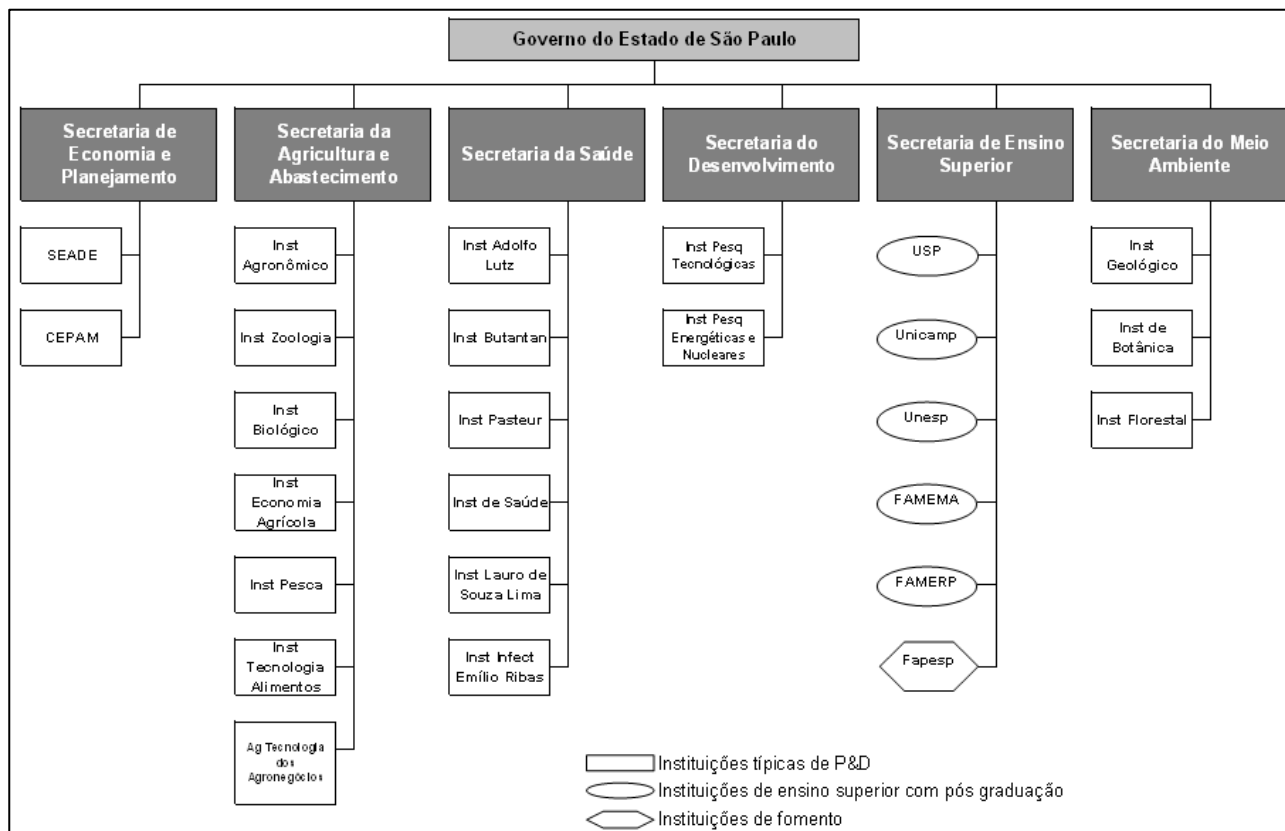 Governo do Estado de São Paulo
Secretaria de
Economia e
Planejamento
Secretaria da
Agricultura e
Abastecimento
Secretaria da Saúde
Secretaria do
Desenvolvimento
Secretaria de Ensino
Superior
Secretaria do Meio
Ambiente
SEADE
CEPAM
Inst
Agronômico
Inst Zoologia
Inst
Biológico
Inst
Economia
Agrícola
Inst Pesca
Inst
Tecnologia
Alimentos
Ag Tecnologia
dos
Agronegócios
Inst Adolfo
Lutz
Inst Butantan
Inst Pasteur
Inst de Saúde
Inst Lauro de
Souza Lima
Inst Infect
Emílio Ribas
Inst Pesq
Tecnológicas
Inst Pesq
Energéticas e
Nucleares
USP
Unicamp
Unesp
FAMEMA
FAMERP
Fapesp
Inst
Geológico
Inst de
Botânica
Inst Florestal
Instituições típicas de P&D
Instituições de ensino superior com pós graduação
Instituições de fomento